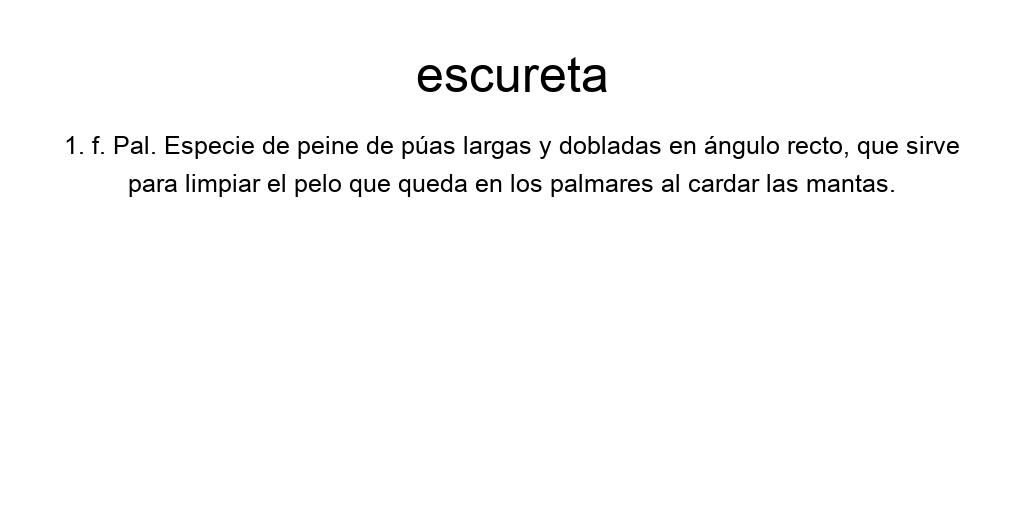 escureta
1. f. Pal. Especie de peine de púas largas y dobladas en ángulo recto, que sirve
para limpiar el pelo que queda en los palmares al cardar las mantas.